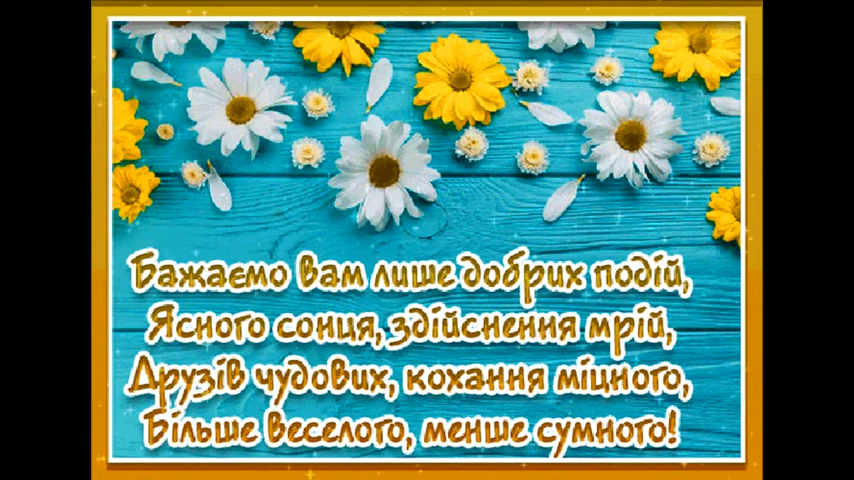 Бажаємо вам лише добрих подій,
Ясного сонця, здійснення мрій,
Друзів чудових, кохання міцного,
Більше веселого, менше сумного!